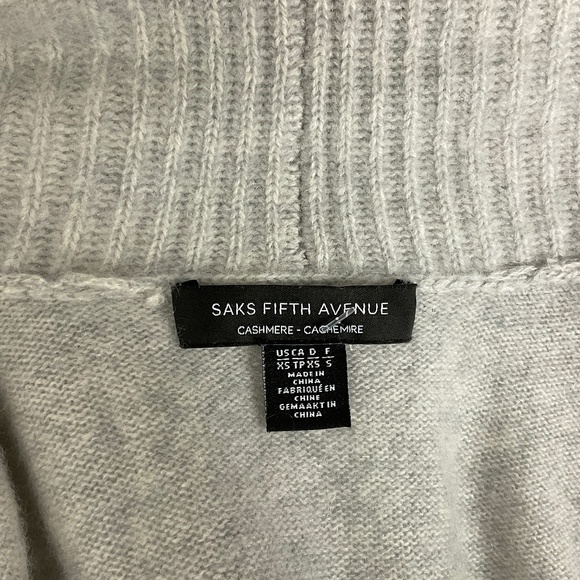 SAKS FIFTH AVENUE
CASHMERE - CACHEMIRE
US CA D F
XS TP XS S
MADE IN
CHINA
FABRIQUÉ EN
CHINE
GEMAAKT IN
CHINA